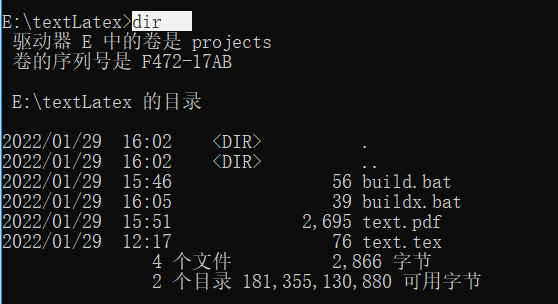 E:\textLatex>dir
驱动器 E 中的卷是 projects
卷的序列号是 F472-17AB
E:\textLatex 的目录
2022/01/29  16:02    <DIR>          .
2022/01/29  16:02    <DIR>          ..
2022/01/29  15:46                56 build.bat
2022/01/29  16:05                39 buildx.bat
2022/01/29  15:51             2,695 text.pdf
2022/01/29  12:17                76 text.tex
4 个文件          2,866 字节
2 个目录 181,355,130,880 可用字节